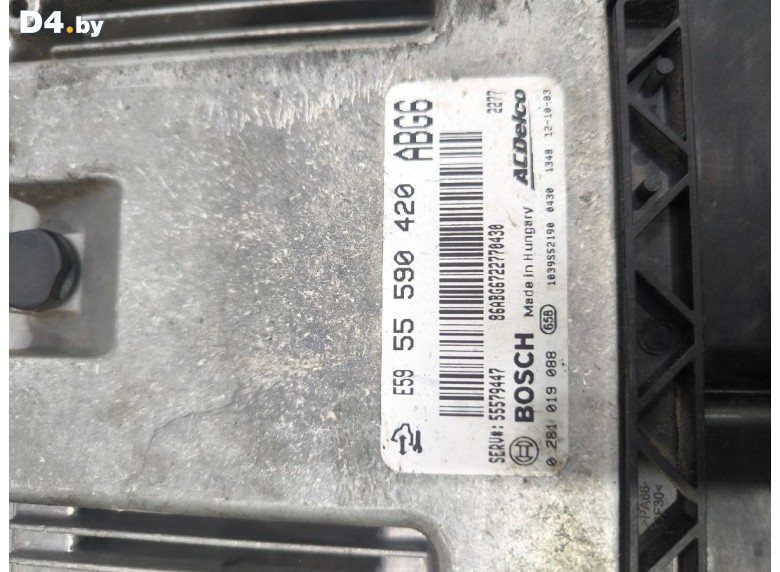 D4.by
E59 55 590 420 ABG6
2277
SERV#: 55579447 86ABG6722770430
BOSCH Made in Hungary ACDelco
0 281 019 088 658 1039S52190 0430 1348 12-10-03